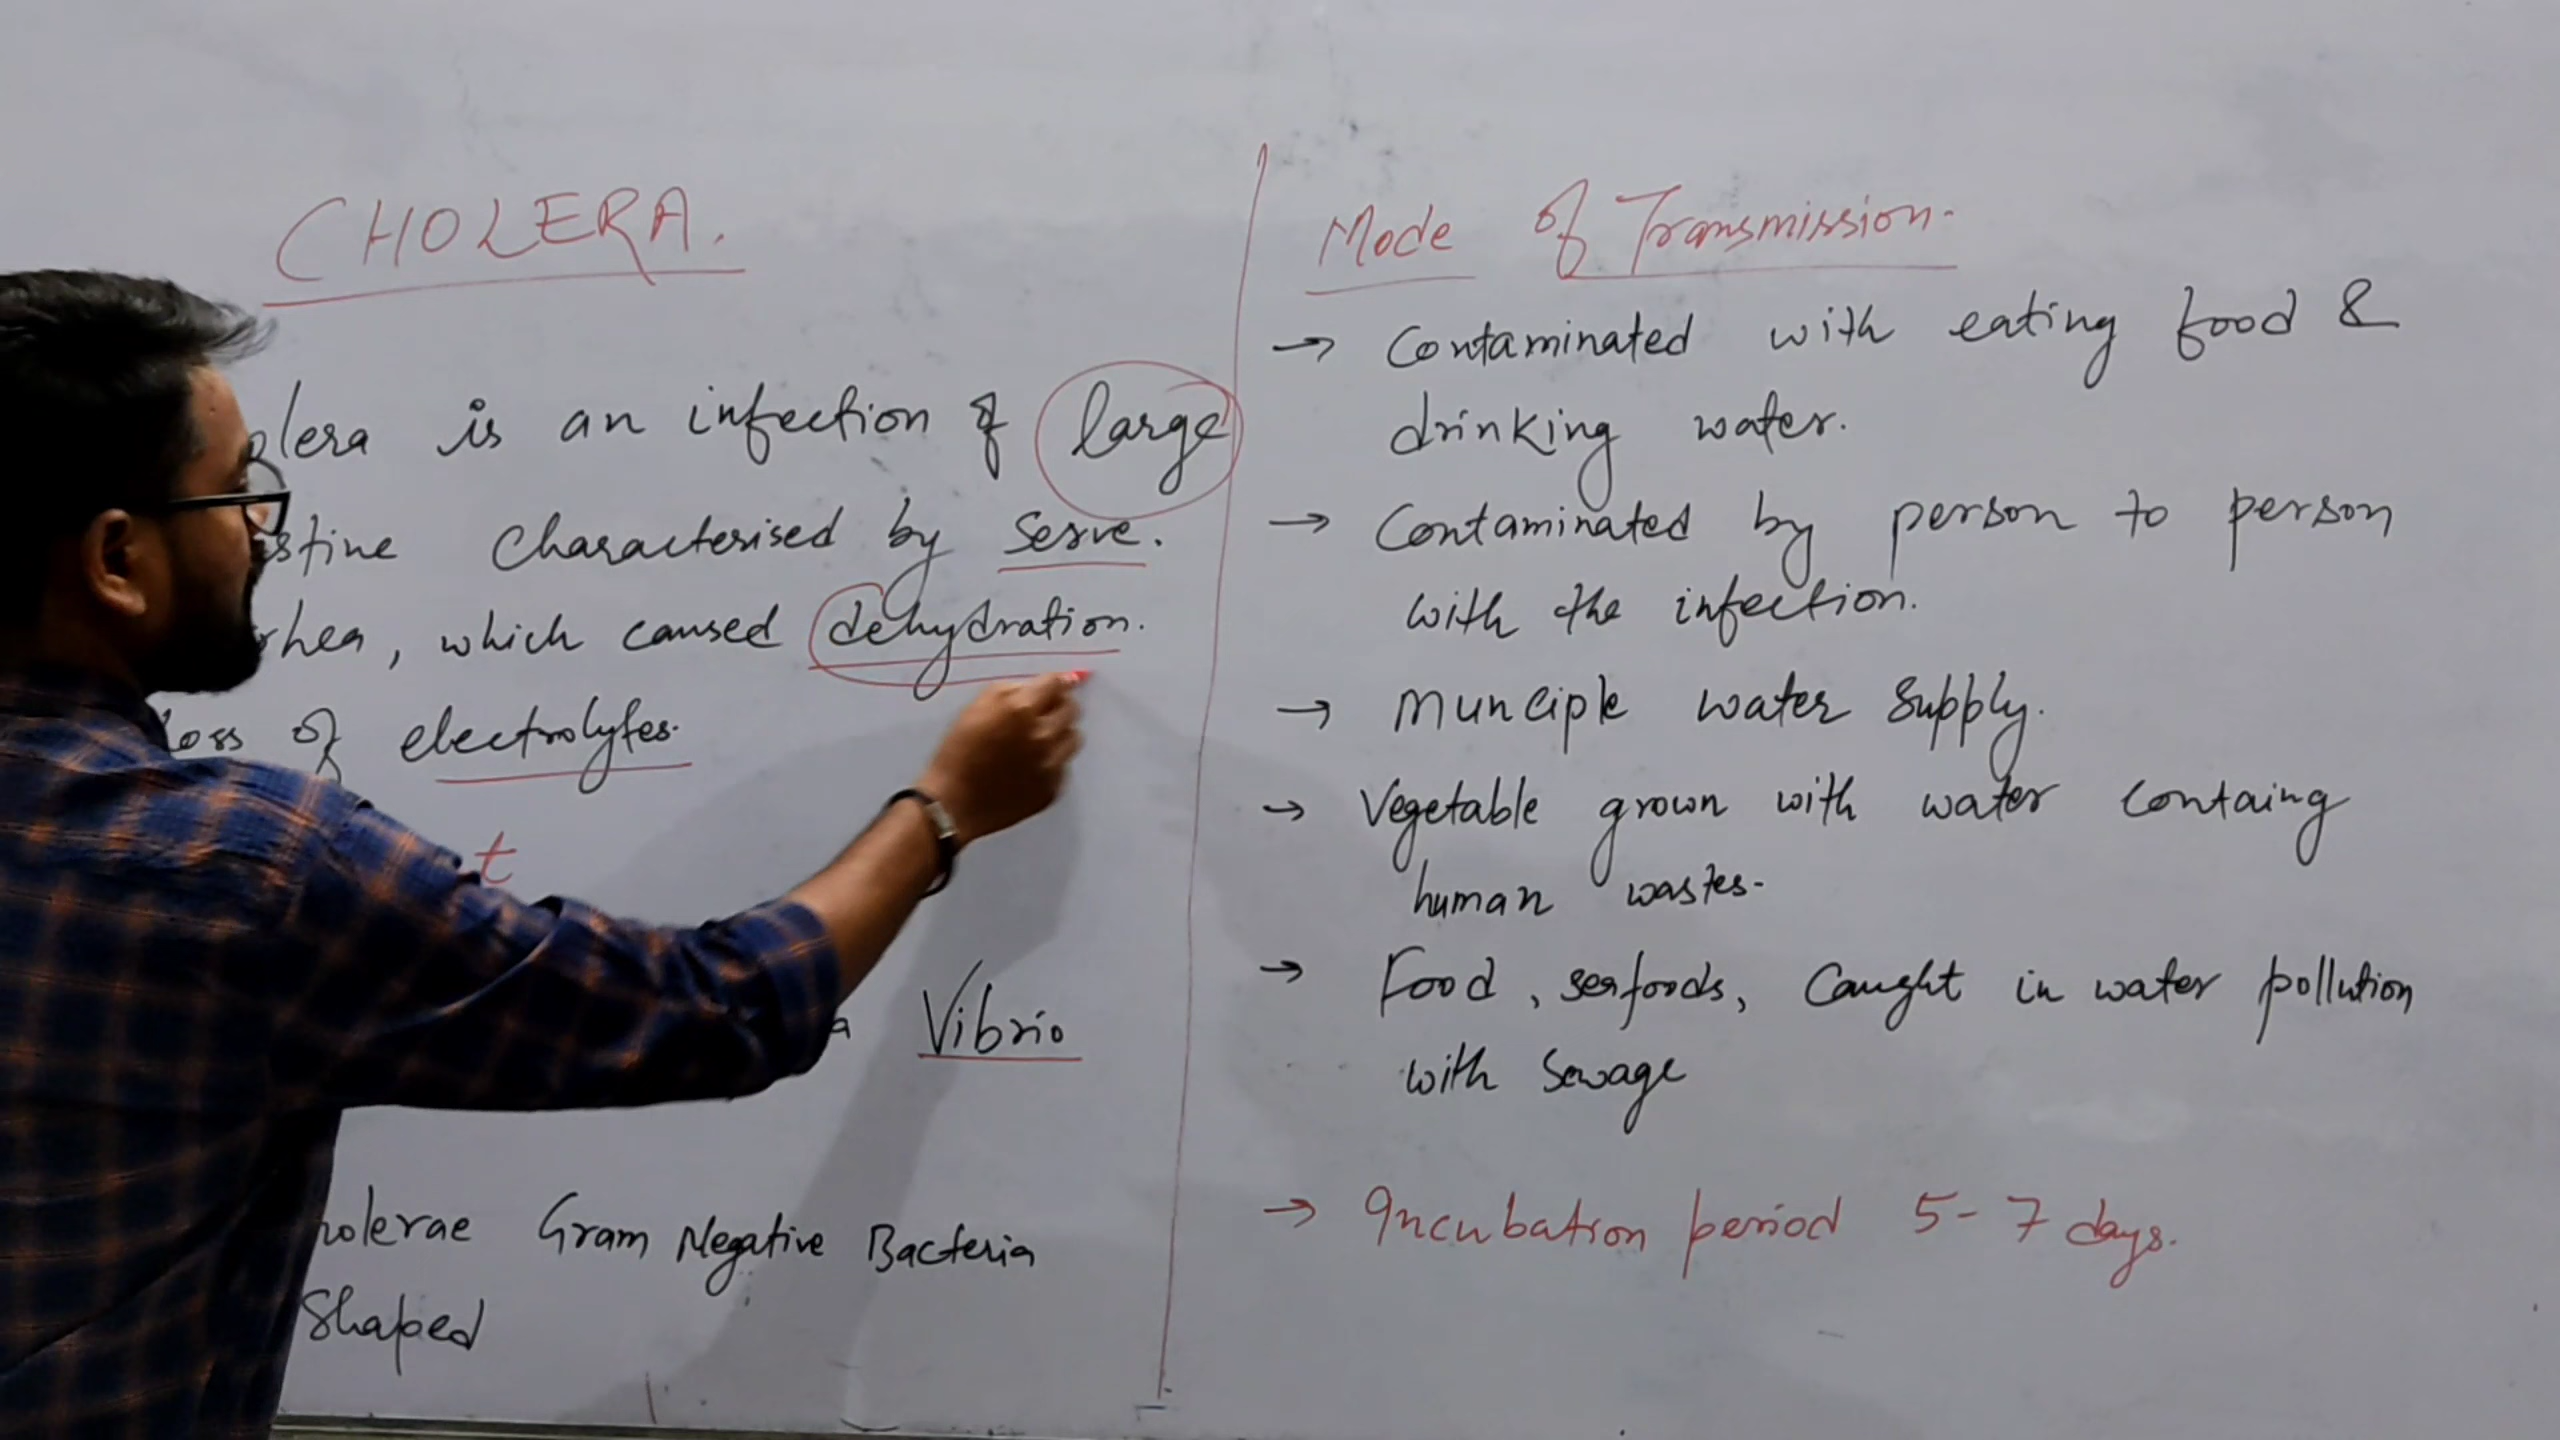 CHOLERA.
olera is an infection of large
stine characterised by serve.
rhea, which caused dehydration.
loss of electrolytes.
t
a Vibrio
holerae Gram Negative Bacteria
Shaped
Mode of Transmission.
→ Contaminated with eating food &
drinking water.
→ Contaminated by person to person
with the infection.
→ Munciple water supply.
→ Vegetable grown with water containg
human wastes.
→ Food, seafoods, Caught in water pollution
with Sewage
→ Incubation period 5-7 days.